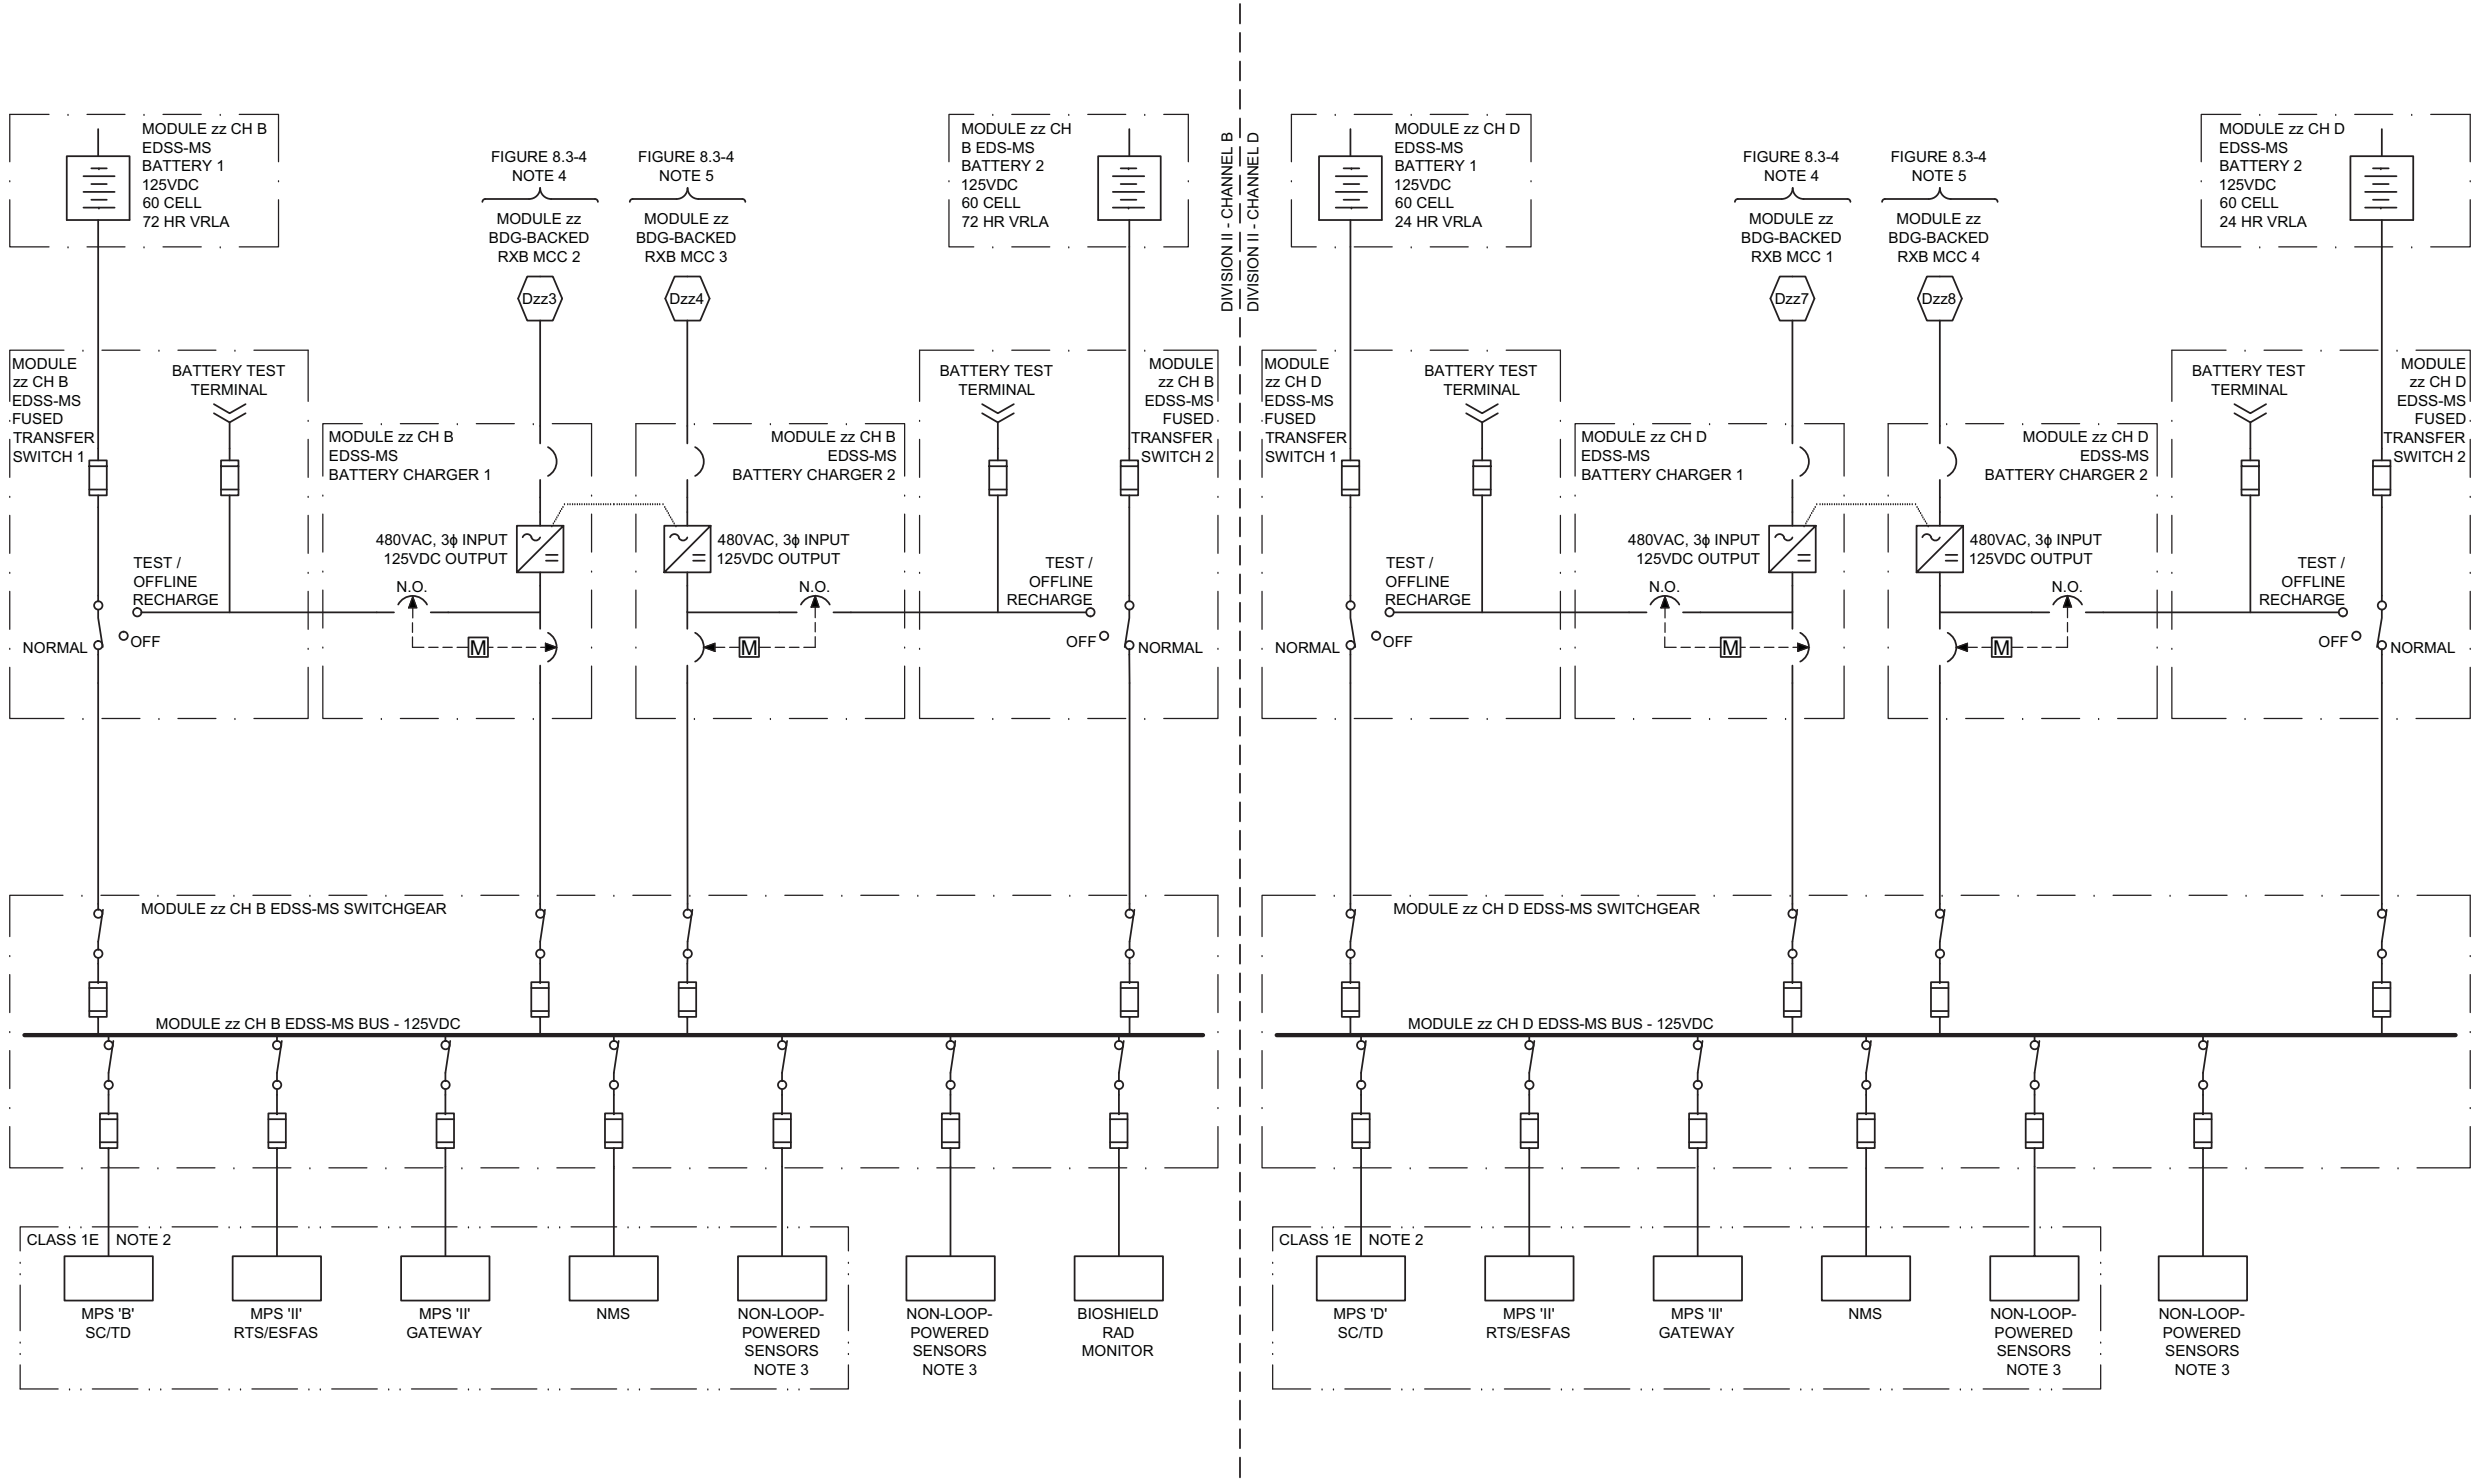 MODULE zz CH B
EDSS-MS
BATTERY 1
125VDC
60 CELL
72 HR VRLA
FIGURE 8.3-4
NOTE 4
MODULE zz
BDG-BACKED
RXB MCC 2
Dzz3
FIGURE 8.3-4
NOTE 5
MODULE zz
BDG-BACKED
RXB MCC 3
Dzz4
MODULE zz CH
B EDS-MS
BATTERY 2
125VDC
60 CELL
72 HR VRLA
DIVISION II - CHANNEL B
DIVISION II - CHANNEL D
MODULE zz CH D
EDSS-MS
BATTERY 1
125VDC
60 CELL
24 HR VRLA
FIGURE 8.3-4
NOTE 4
MODULE zz
BDG-BACKED
RXB MCC 1
Dzz7
FIGURE 8.3-4
NOTE 5
MODULE zz
BDG-BACKED
RXB MCC 4
Dzz8
MODULE zz CH D
EDSS-MS
BATTERY 2
125VDC
60 CELL
24 HR VRLA
MODULE
zz CH B
EDSS-MS
FUSED
TRANSFER
SWITCH 1
BATTERY TEST
TERMINAL
TEST /
OFFLINE
RECHARGE
OFF
NORMAL
MODULE zz CH B
EDSS-MS
BATTERY CHARGER 1
480VAC, 3ϕ INPUT
125VDC OUTPUT
N.O.
M
MODULE zz CH B
EDSS-MS
BATTERY CHARGER 2
480VAC, 3ϕ INPUT
125VDC OUTPUT
N.O.
M
BATTERY TEST
TERMINAL
MODULE
zz CH B
EDSS-MS
FUSED
TRANSFER
SWITCH 2
TEST /
OFFLINE
RECHARGE
OFF
NORMAL
MODULE
zz CH D
EDSS-MS
FUSED
TRANSFER
SWITCH 1
BATTERY TEST
TERMINAL
TEST /
OFFLINE
RECHARGE
OFF
NORMAL
MODULE zz CH D
EDSS-MS
BATTERY CHARGER 1
480VAC, 3ϕ INPUT
125VDC OUTPUT
N.O.
M
MODULE zz CH D
EDSS-MS
BATTERY CHARGER 2
480VAC, 3ϕ INPUT
125VDC OUTPUT
N.O.
M
BATTERY TEST
TERMINAL
MODULE
zz CH D
EDSS-MS
FUSED
TRANSFER
SWITCH 2
TEST /
OFFLINE
RECHARGE
OFF
NORMAL
MODULE zz CH B EDSS-MS SWITCHGEAR
MODULE zz CH B EDSS-MS BUS - 125VDC
MODULE zz CH D EDSS-MS SWITCHGEAR
MODULE zz CH D EDSS-MS BUS - 125VDC
CLASS 1E NOTE 2
MPS 'B'
SC/TD
MPS 'II'
RTS/ESFAS
MPS 'II'
GATEWAY
NMS
NON-LOOP-
POWERED
SENSORS
NOTE 3
NON-LOOP-
POWERED
SENSORS
NOTE 3
BIOSHIELD
RAD
MONITOR
CLASS 1E NOTE 2
MPS 'D'
SC/TD
MPS 'II'
RTS/ESFAS
MPS 'II'
GATEWAY
NMS
NON-LOOP-
POWERED
SENSORS
NOTE 3
NON-LOOP-
POWERED
SENSORS
NOTE 3